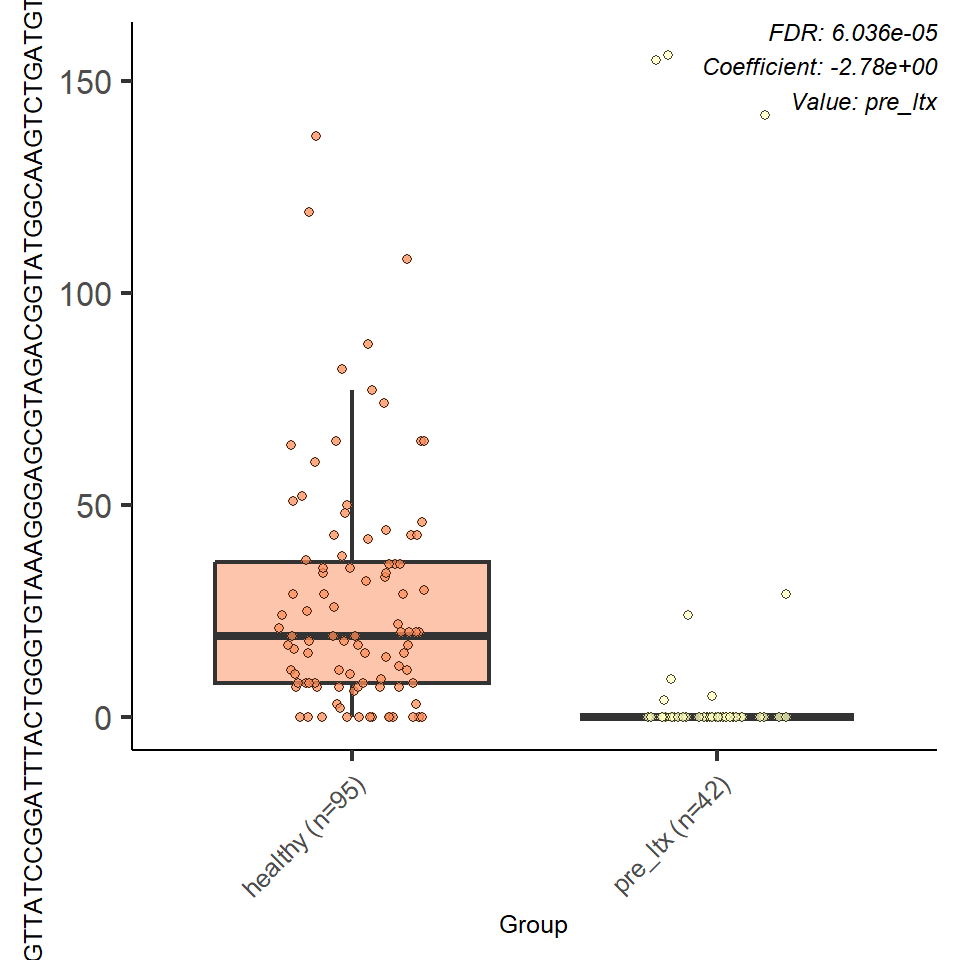 GTTATCCGGATTTACTGGGTGTAAAGGGAGCGTAGACGGTATGGCAAGTCTGATGT
150
100
50
0
FDR: 6.036e-05
Coefficient: -2.78e+00
Value: pre_ltx
healthy (n=95)
pre_ltx (n=42)
Group